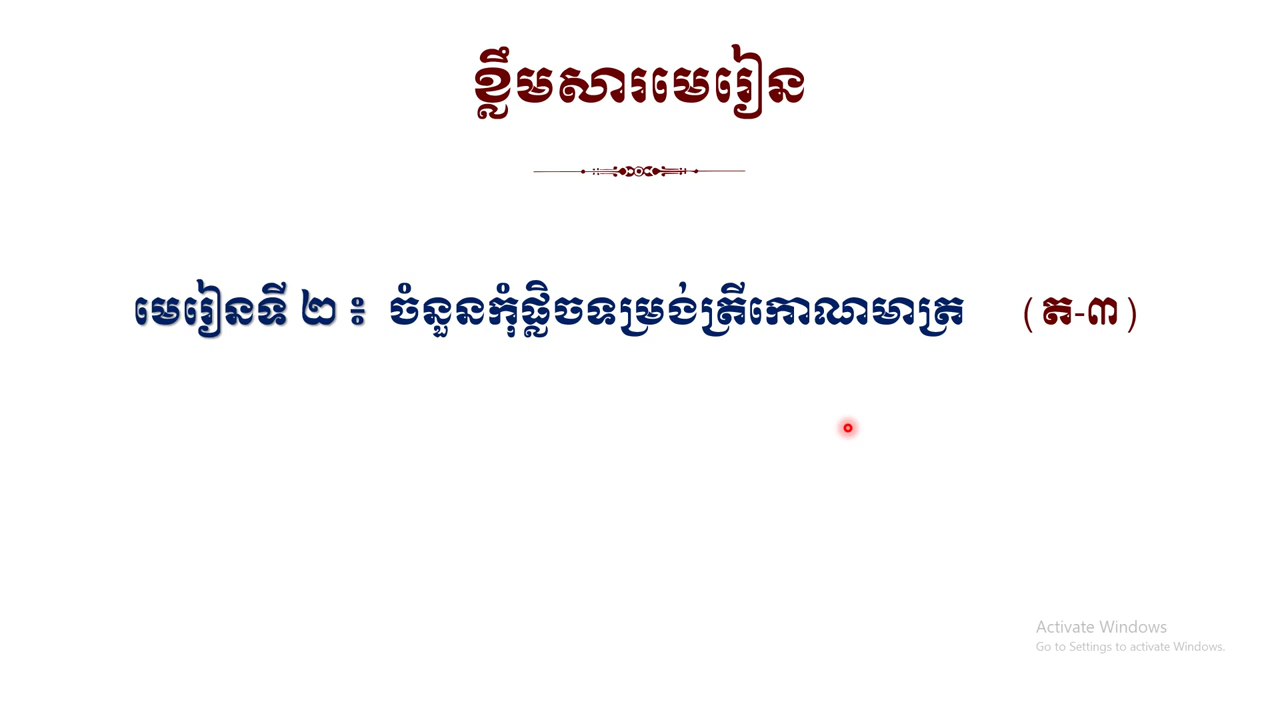 ខ្លឹមសារមេរៀន
មេរៀនទី ២ ៖ ចំនួនកុំផ្លិចទម្រង់ត្រីកោណមាត្រ (ត-៣)
Activate Windows
Go to Settings to activate Windows.